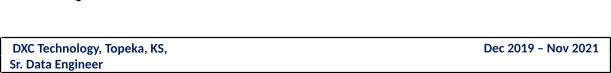 DXC Technology, Topeka, KS, Dec 2019 – Nov 2021
Sr. Data Engineer